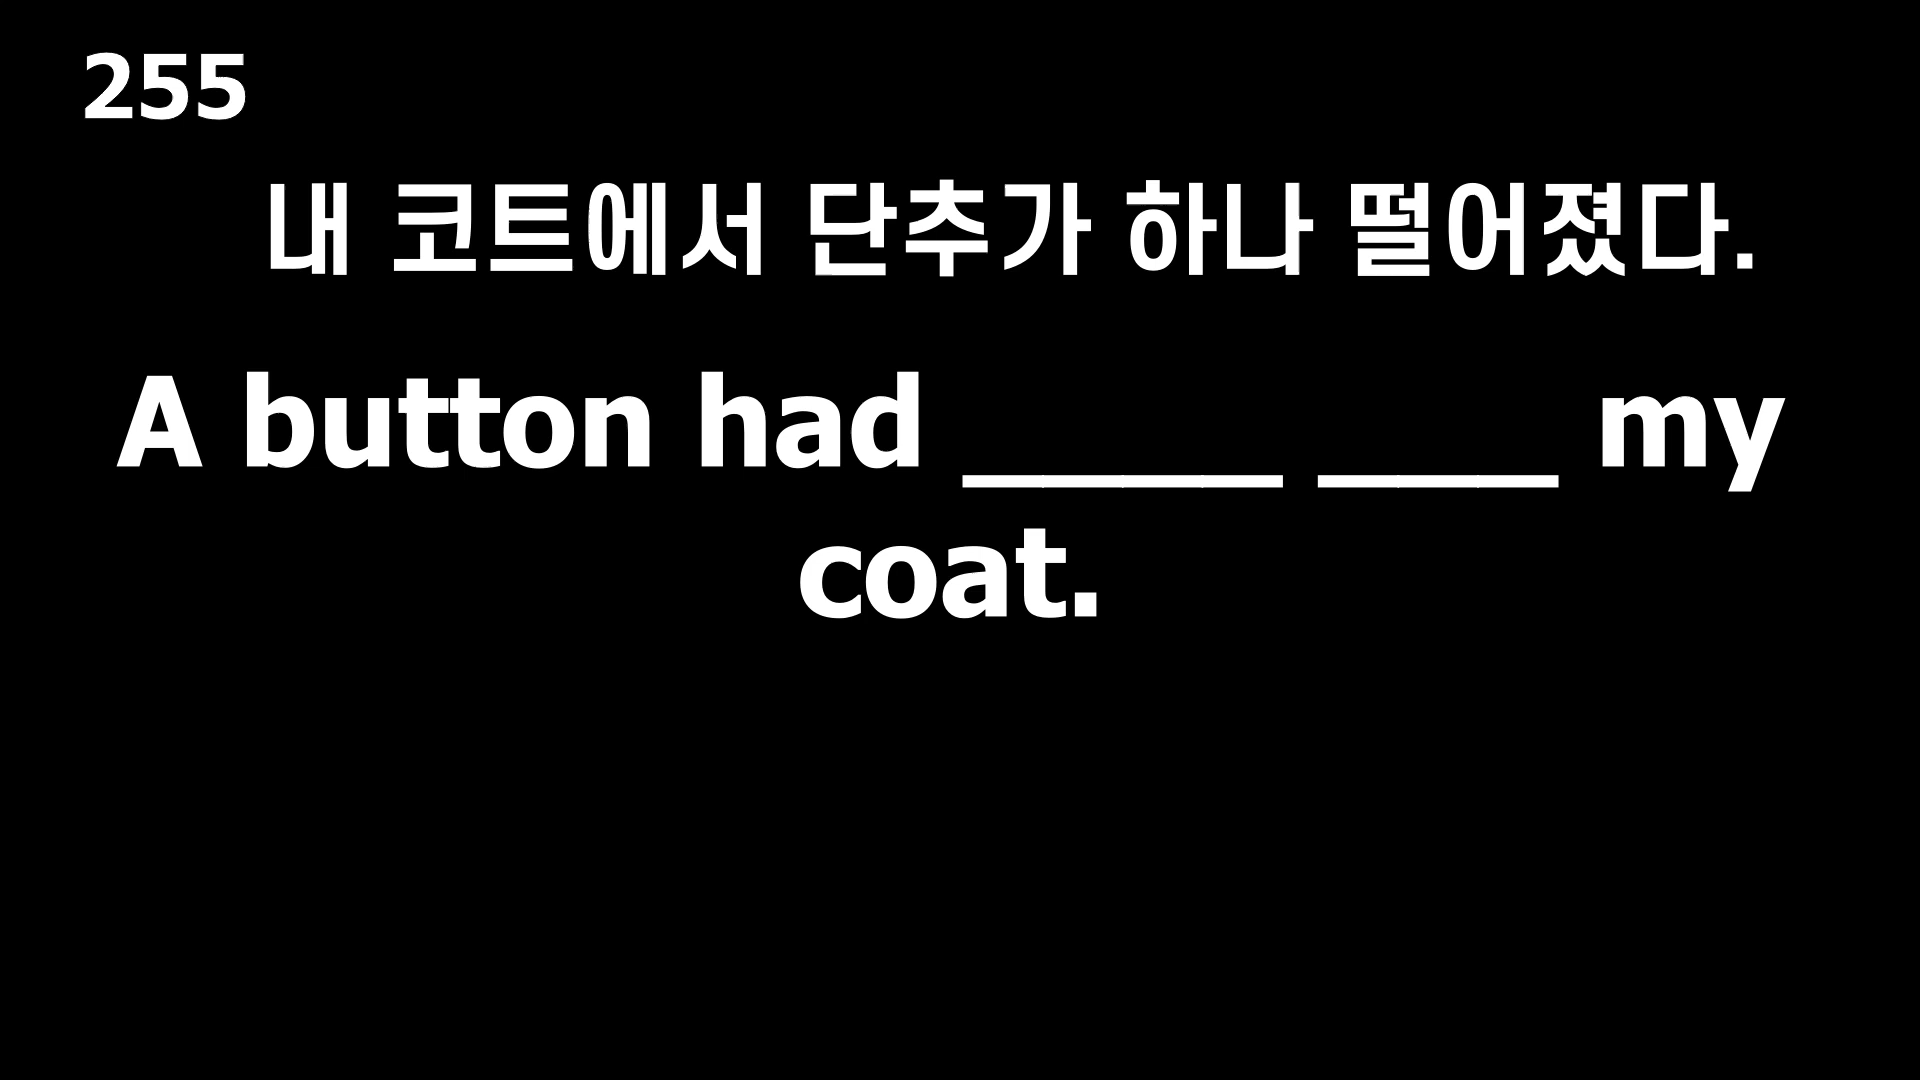 255
내 코트에서 단추가 하나 떨어졌다.
A button had ____ ___ my
coat.